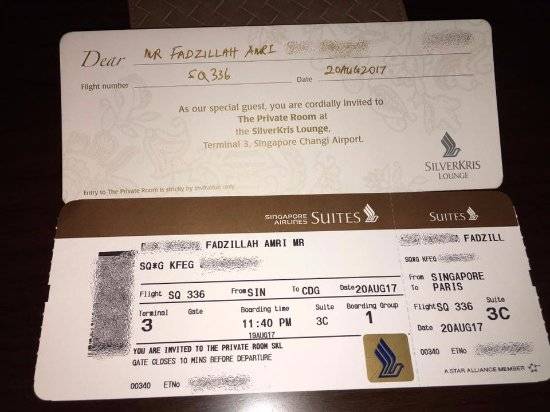 Dear MR FADZILLAH AMRI
Flight number SQ336 Date 20AUG2017
As our special guest, you are cordially invited to
The Private Room at
the SilverKris Lounge,
Terminal 3, Singapore Changi Airport.
SILVERKRIS
LOUNGE
Entry to The Private Room is strictly by invitation only
SINGAPORE
AIRLINES SUITES
FADZILLAH AMRI MR
SQ*G KFEG
Flight SQ 336 From SIN To CDG Date 20AUG17
Terminal Gate Boarding time Suite Boarding Group
3 11:40 PM 3C 1
19AUG17
YOU ARE INVITED TO THE PRIVATE ROOM SKL
GATE CLOSES 10 MINS BEFORE DEPARTURE
00340 ETNo
SUITES
FADZILL
SQ*G KFEG
From SINGAPORE
To PARIS
Flight SQ 336 Suite
Date 20AUG17 3C
00340 ETNo
A STAR ALLIANCE MEMBER